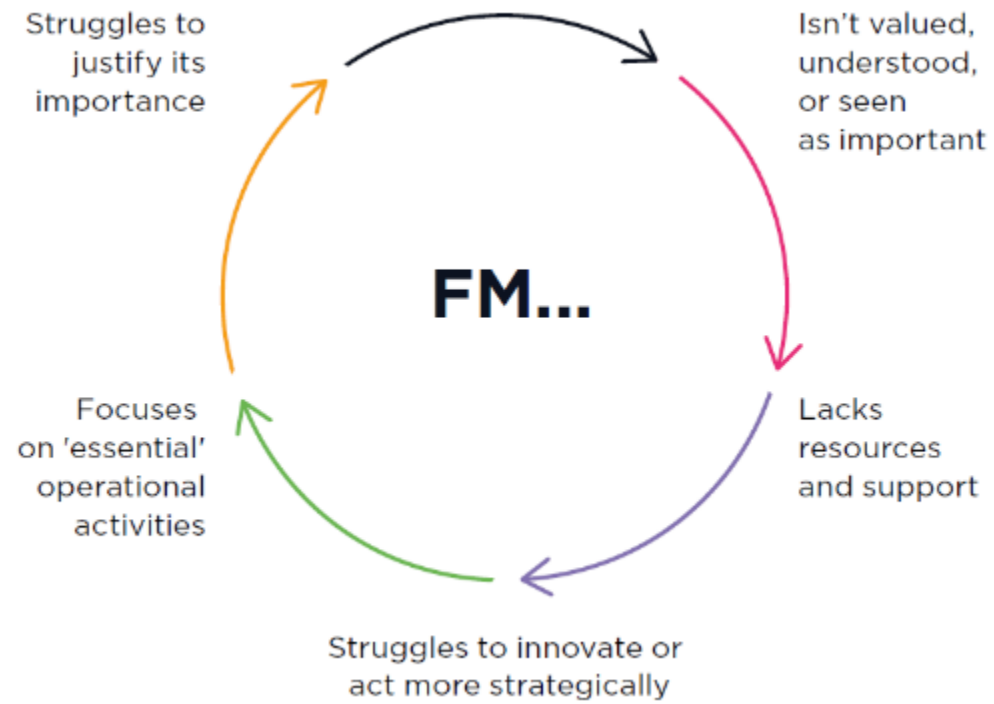 Struggles to
justify its
importance
Isn’t valued,
understood,
or seen
as important
FM...
Focuses
on 'essential'
operational
activities
Lacks
resources
and support
Struggles to innovate or
act more strategically